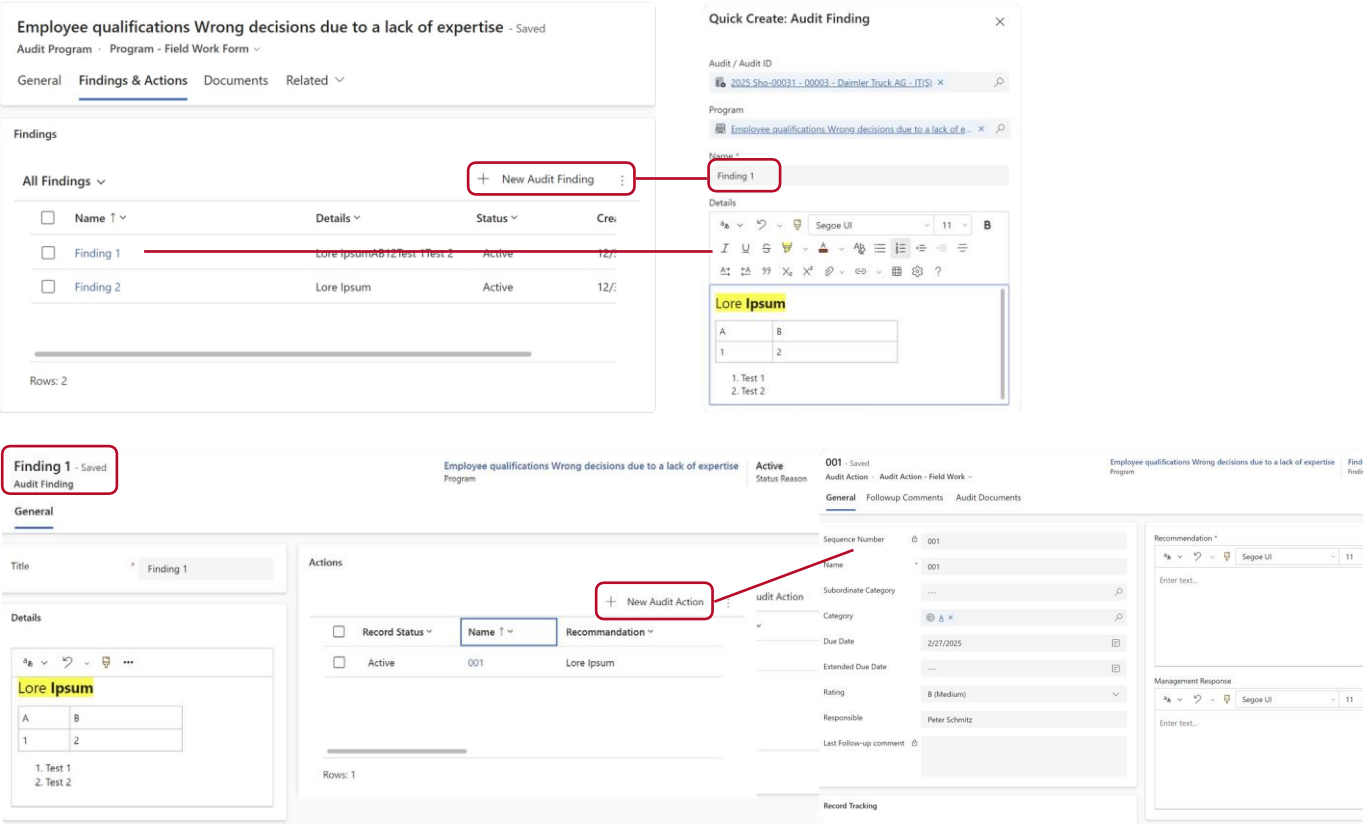 Employee qualifications Wrong decisions due to a lack of expertise - Saved
Audit Program · Program - Field Work Form
General Findings & Actions Documents Related
Findings
All Findings
+ New Audit Finding
Name ↑ Details Status
Finding 1 Lore IpsumAB12Test 1Test 2 Active 12/
Finding 2 Lore Ipsum Active 12/
Rows: 2
Quick Create: Audit Finding
Audit / Audit ID
2025 Sho-00031 - 00003 - Daimler Truck AG - IT(S) ×
Program
Employee qualifications Wrong decisions due to a lack of e... ×
Name *
Finding 1
Details
Segoe UI 11 B
Lore Ipsum
A B
1 2
1. Test 1
2. Test 2
Finding 1 - Saved
Audit Finding
Employee qualifications Wrong decisions due to a lack of expertise
Program
Active
Status Reason
General
Title * Finding 1
Details
Lore Ipsum
A B
1 2
1. Test 1
2. Test 2
Actions
+ New Audit Action
Record Status Name ↑ Recommandation
Active 001 Lore Ipsum
Rows: 1
udit Action
001 - Saved
Audit Action · Audit Action - Field Work
Employee qualifications Wrong decisions due to a lack of expertise
Program
General Followup Comments Audit Documents
Sequence Number 001
Name * 001
Subordinate Category ---
Category A ×
Due Date 2/27/2025
Extended Due Date ---
Rating B (Medium)
Responsible Peter Schmitz
Last Follow-up comment
Record Tracking
Recommendation *
Segoe UI 11
Enter text...
Management Response
Segoe UI 11
Enter text...